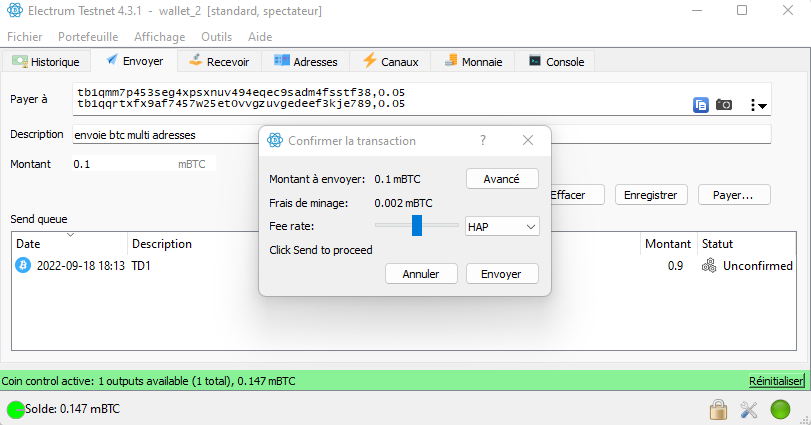 Electrum Testnet 4.3.1 - wallet_2 [standard, spectateur]
Fichier Portefeuille Affichage Outils Aide
Historique Envoyer Recevoir Adresses Canaux Monnaie Console
Payer à
tb1qmm7p453seg4xpsxnuv494eqec9sadm4fsstf38,0.05
tb1qqrtxfx9af7457w25et0vvgzuvgedeef3kje789,0.05
Description envoie btc multi adresses
Montant 0.1 mBTC
Effacer Enregistrer Payer...
Send queue
Date Description Montant Statut
2022-09-18 18:13 TD1 0.9 Unconfirmed
Confirmer la transaction ?
Montant à envoyer: 0.1 mBTC Avancé
Frais de minage: 0.002 mBTC
Fee rate: HAP
Click Send to proceed
Annuler Envoyer
Coin control active: 1 outputs available (1 total), 0.147 mBTC Réinitialiser
Solde: 0.147 mBTC